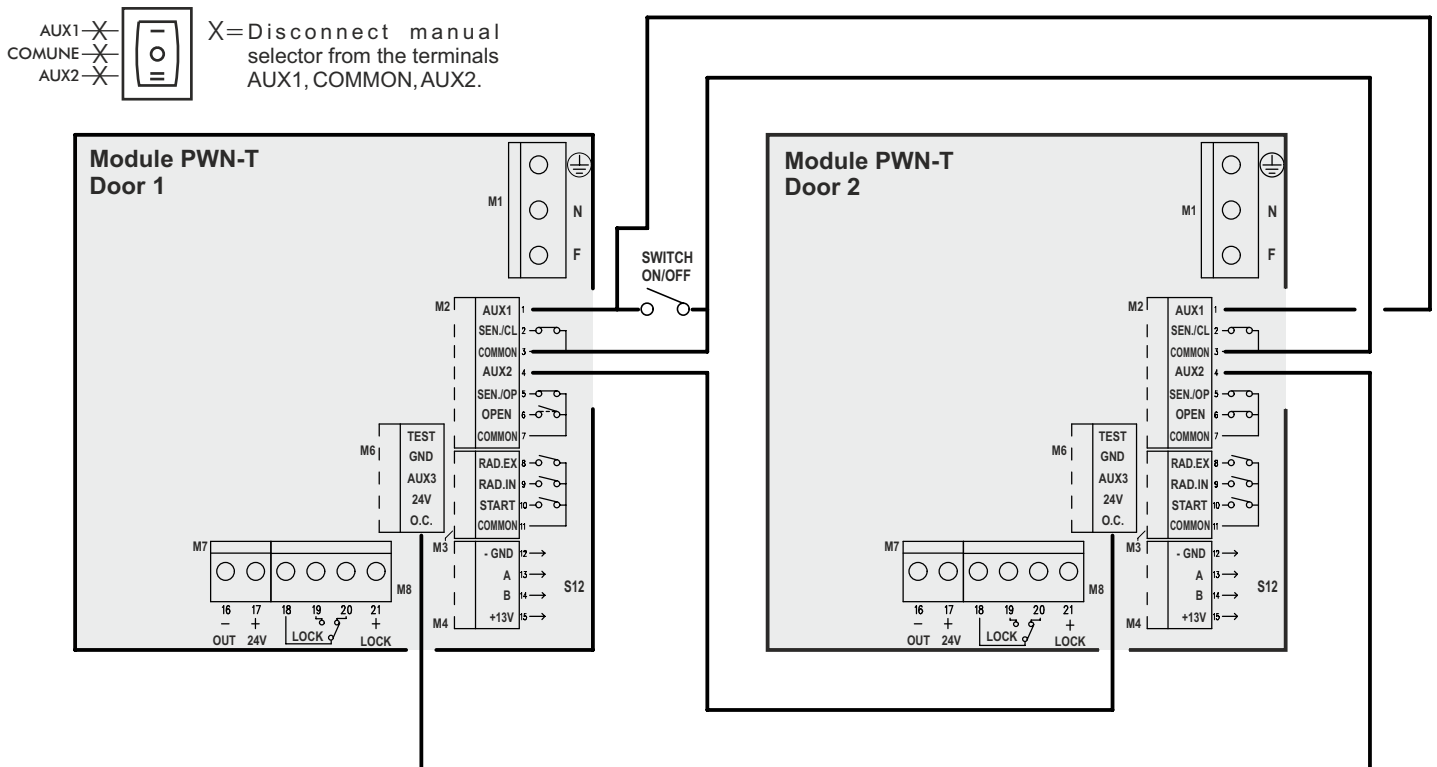 AUX1
COMUNE
AUX2
X=Disconnect manual
selector from the terminals
AUX1, COMMON, AUX2.
Module PWN-T
Door 1
M1
N
F
M2
AUX1 1
SEN./CL 2
COMMON 3
AUX2 4
SEN./OP 5
OPEN 6
COMMON 7
M6
TEST
GND
AUX3
24V
O.C.
RAD.EX 8
RAD.IN 9
START 10
COMMON 11
M3
- GND 12
A 13
B 14
+13V 15
S12
M4
M7
M8
16 17 18 19 20 21
– + +
OUT 24V LOCK LOCK
SWITCH
ON/OFF
Module PWN-T
Door 2
M1
N
F
M2
AUX1 1
SEN./CL 2
COMMON 3
AUX2 4
SEN./OP 5
OPEN 6
COMMON 7
M6
TEST
GND
AUX3
24V
O.C.
RAD.EX 8
RAD.IN 9
START 10
COMMON 11
M3
- GND 12
A 13
B 14
+13V 15
S12
M4
M7
M8
16 17 18 19 20 21
– + +
OUT 24V LOCK LOCK